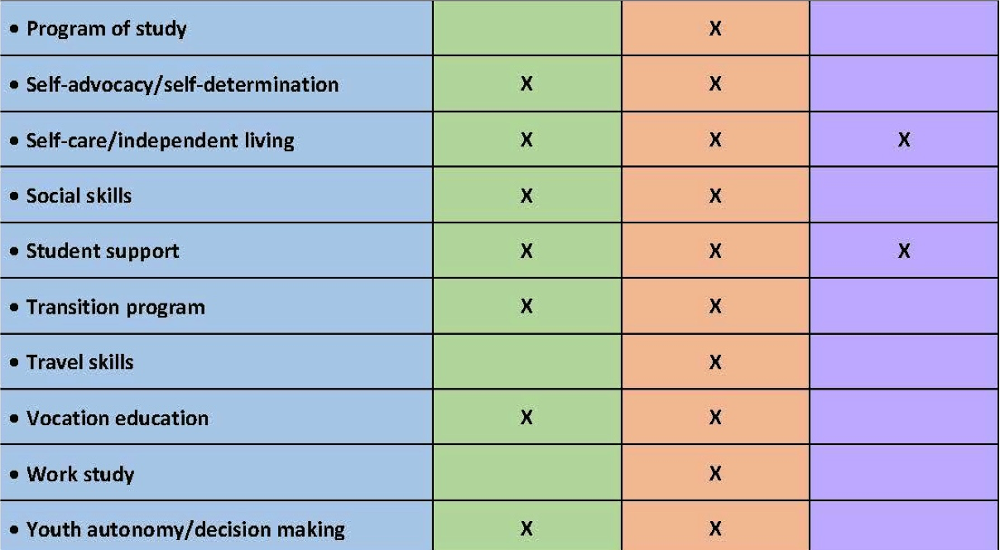 • Program of study X
• Self-advocacy/self-determination X X
• Self-care/independent living X X X
• Social skills X X
• Student support X X X
• Transition program X X
• Travel skills X
• Vocation education X X
• Work study X
• Youth autonomy/decision making X X